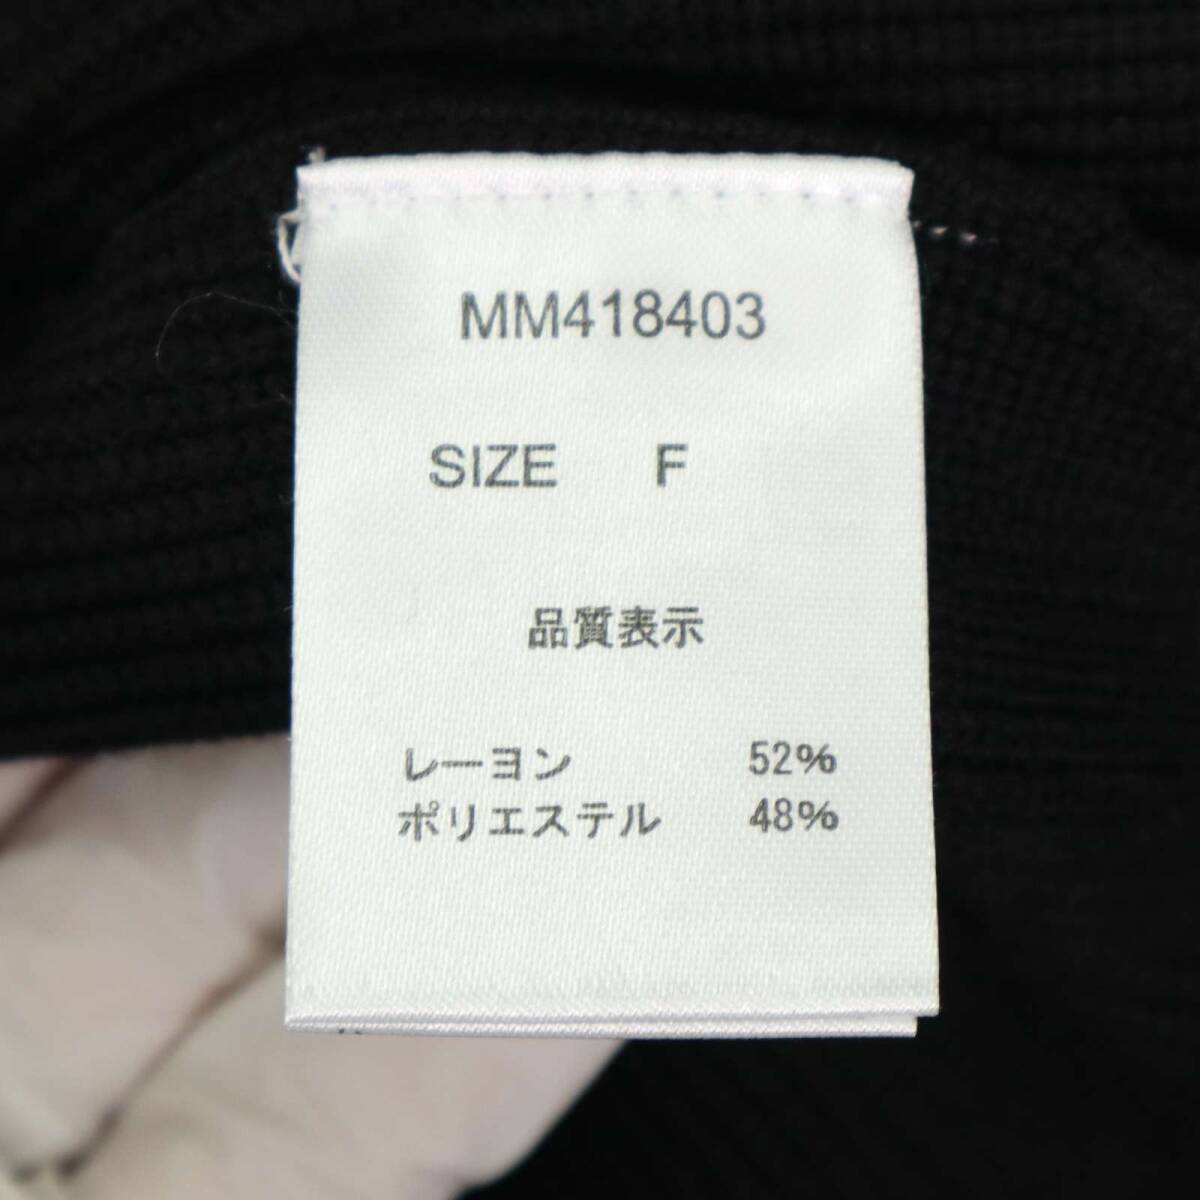 MM418403
SIZE F
品質表示
レーヨン 52%
ポリエステル 48%